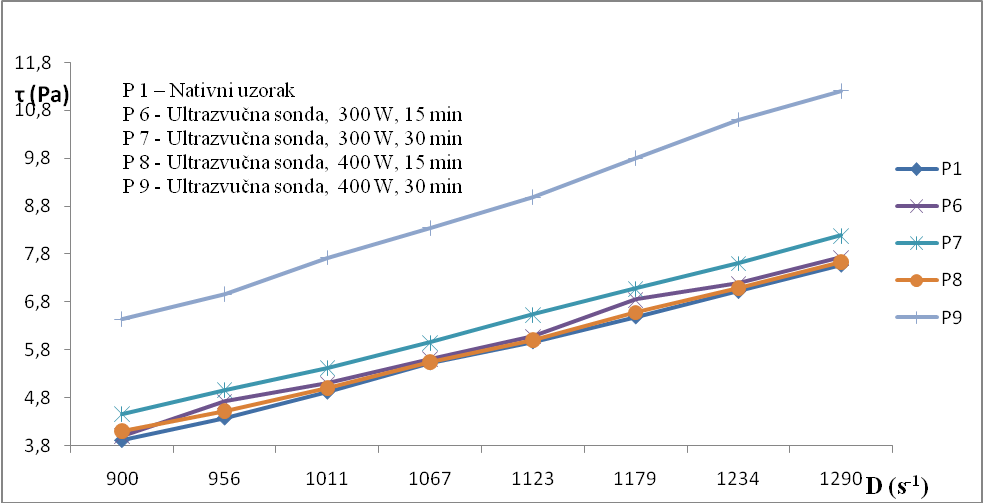 11,8
τ (Pa)
10,8
9,8
8,8
7,8
6,8
5,8
4,8
3,8
P 1 – Nativni uzorak
P 6 - Ultrazvučna sonda, 300 W, 15 min
P 7 - Ultrazvučna sonda, 300 W, 30 min
P 8 - Ultrazvučna sonda, 400 W, 15 min
P 9 - Ultrazvučna sonda, 400 W, 30 min
P1
P6
P7
P8
P9
900 956 1011 1067 1123 1179 1234 1290 D (s⁻¹)